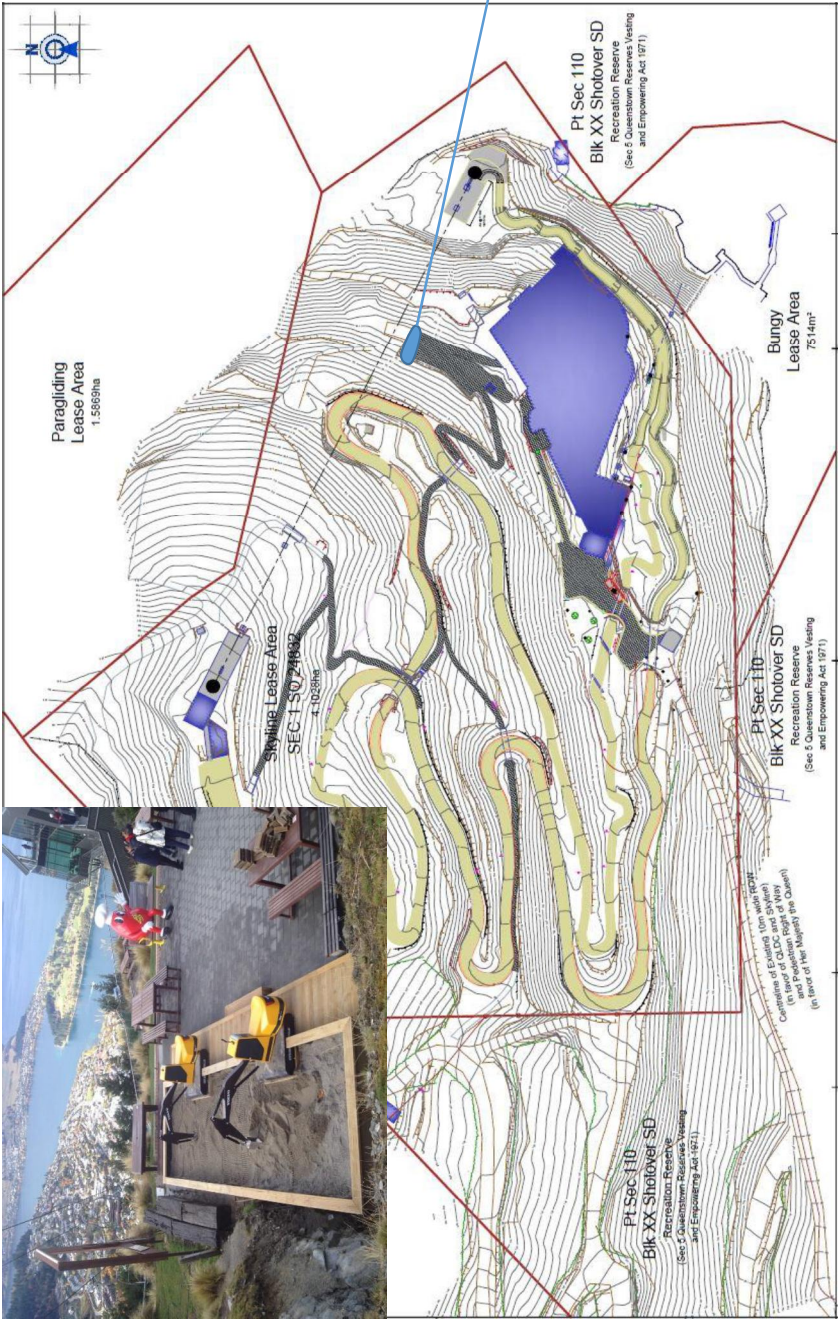 N
Pt Sec 110
Blk XX Shotover SD
Recreation Reserve
(Sec 5 Queenstown Reserves Vesting
and Empowering Act 1971)
Paragliding
Lease Area
1.5869ha
Bungy
Lease Area
7514m²
Skyline Lease Area
SEC 1 SO 24832
4.1028ha
Pt Sec 110
Blk XX Shotover SD
Recreation Reserve
(Sec 5 Queenstown Reserves Vesting
and Empowering Act 1971)
Centreline of Existing 10m wide ROW
(in favor of QLDC and Skyline)
and Pedestrian Right of Way
(in favor of Her Majesty the Queen)
Pt Sec 110
Blk XX Shotover SD
Recreation Reserve
(Sec 5 Queenstown Reserves Vesting
and Empowering Act 1971)